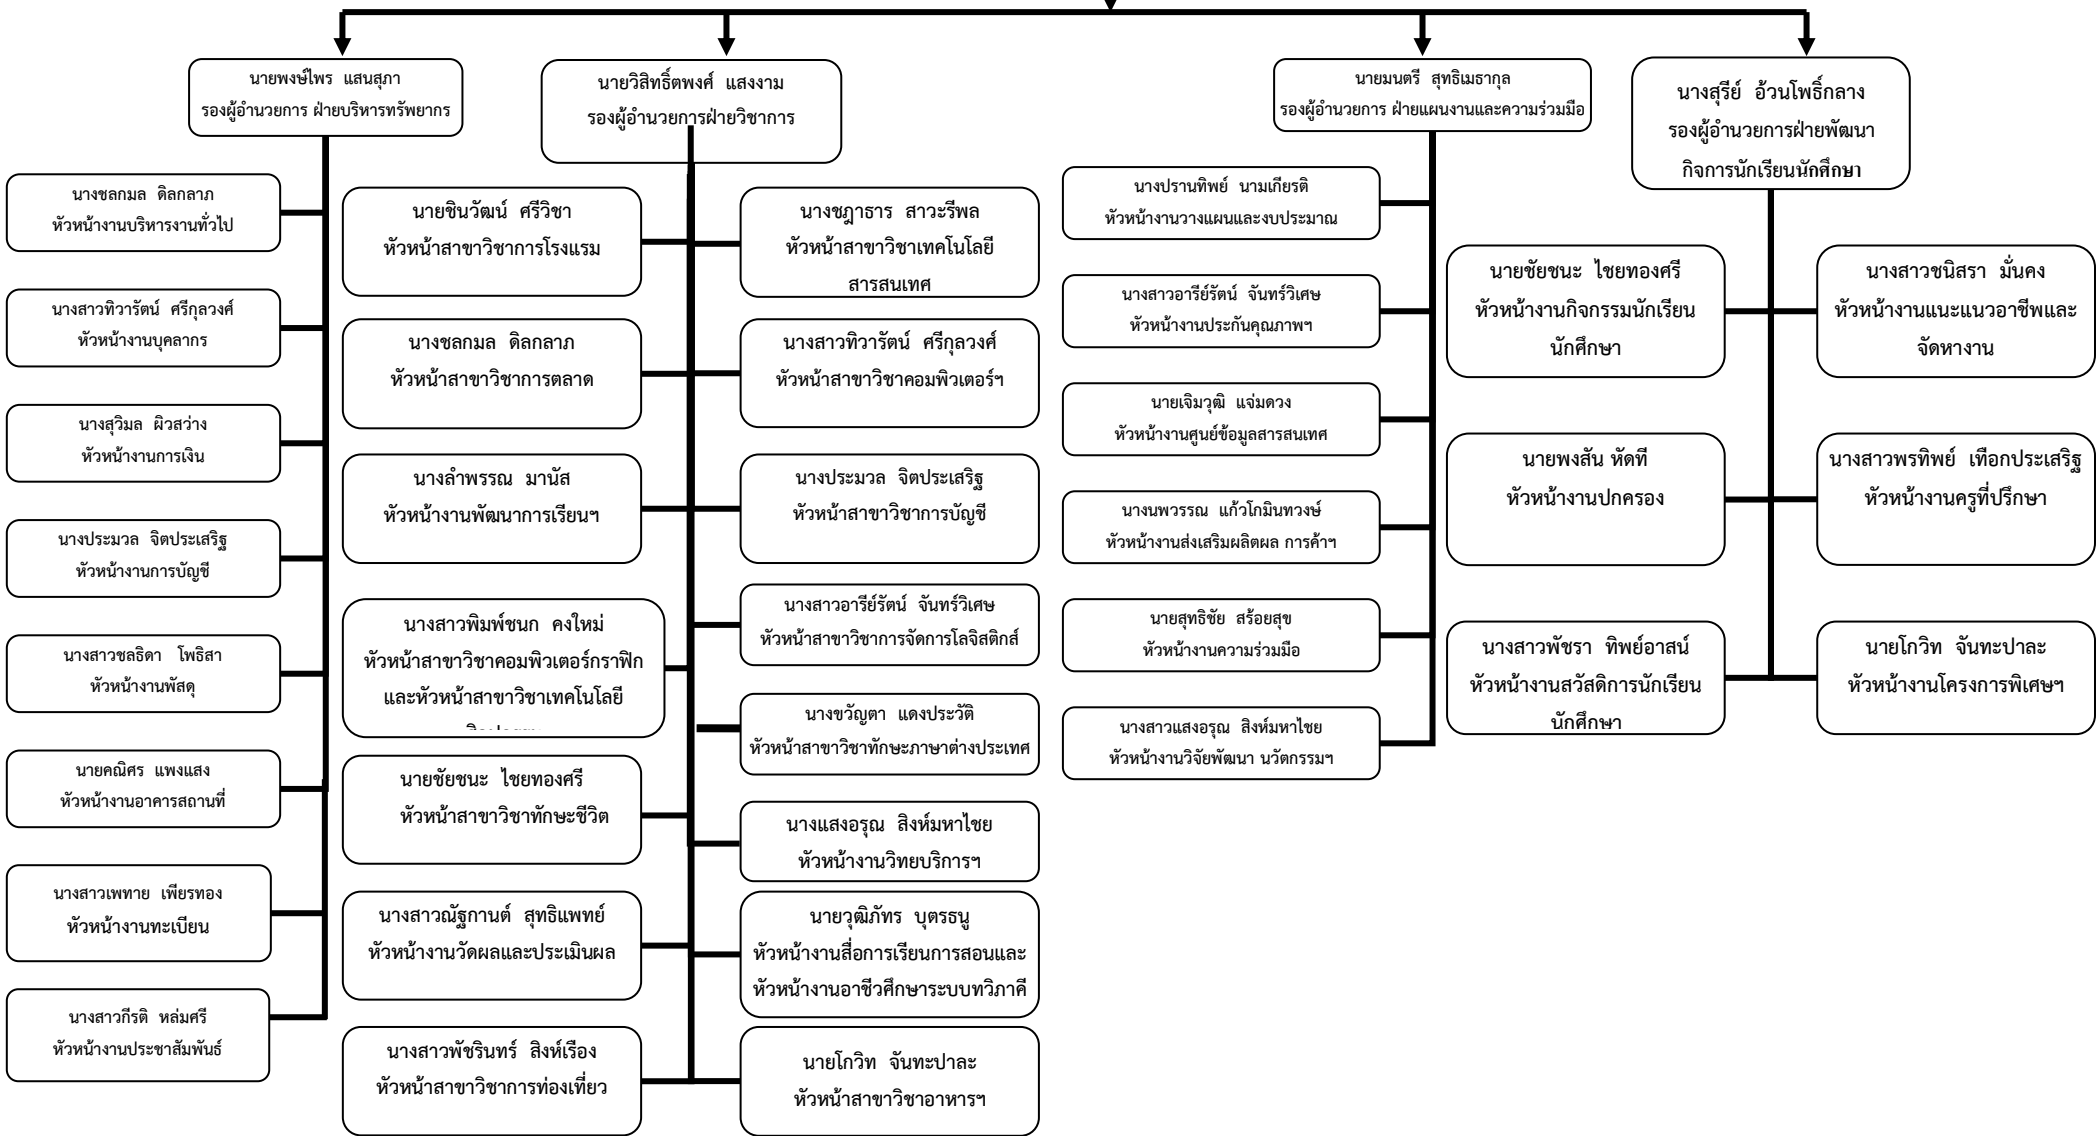 นายพงษ์ไพร แสนสุภา
รองผู้อำนวยการ ฝ่ายบริหารทรัพยากร
นางชลกมล ดิลกลาภ
หัวหน้างานบริหารงานทั่วไป
นางสาวทิวารัตน์ ศรีกุลวงศ์
หัวหน้างานบุคลากร
นางสุวิมล ผิวสว่าง
หัวหน้างานการเงิน
นางประมวล จิตประเสริฐ
หัวหน้างานการบัญชี
นางสาวชลธิดา โพธิสา
หัวหน้างานพัสดุ
นายคณิศร แพงแสง
หัวหน้างานอาคารสถานที่
นางสาวเพทาย เพียรทอง
หัวหน้างานทะเบียน
นางสาวกีรติ หล่มศรี
หัวหน้างานประชาสัมพันธ์
นายวิสิทธิ์ตพงศ์ แสงงาม
รองผู้อำนวยการฝ่ายวิชาการ
นายชินวัฒน์ ศรีวิชา
หัวหน้าสาขาวิชาการโรงแรม
นางชลกมล ดิลกลาภ
หัวหน้าสาขาวิชาการตลาด
นางลำพรรณ มานัส
หัวหน้างานพัฒนาการเรียนฯ
นางสาวพิมพ์ชนก คงใหม่
หัวหน้าสาขาวิชาคอมพิวเตอร์กราฟิก
และหัวหน้าสาขาวิชาเทคโนโลยี
นายชัยชนะ ไชยทองศรี
หัวหน้าสาขาวิชาทักษะชีวิต
นางสาวณัฐกานต์ สุทธิแพทย์
หัวหน้างานวัดผลและประเมินผล
นางสาวพัชรินทร์ สิงห์เรือง
หัวหน้าสาขาวิชาการท่องเที่ยว
นางชฎาธาร สาวะรีพล
หัวหน้าสาขาวิชาเทคโนโลยี
สารสนเทศ
นางสาวทิวารัตน์ ศรีกุลวงศ์
หัวหน้าสาขาวิชาคอมพิวเตอร์ฯ
นางประมวล จิตประเสริฐ
หัวหน้าสาขาวิชาการบัญชี
นางสาวอารีย์รัตน์ จันทร์วิเศษ
หัวหน้าสาขาวิชาการจัดการโลจิสติกส์
นางขวัญตา แดงประวัติ
หัวหน้าสาขาวิชาทักษะภาษาต่างประเทศ
นางแสงอรุณ สิงห์มหาไชย
หัวหน้างานวิทยบริการฯ
นายวุฒิภัทร บุตรธนู
หัวหน้างานสื่อการเรียนการสอนและ
หัวหน้างานอาชีวศึกษาระบบทวิภาคี
นายโกวิท จันทะปาละ
หัวหน้าสาขาวิชาอาหารฯ
นายมนตรี สุทธิเมธากุล
รองผู้อำนวยการ ฝ่ายแผนงานและความร่วมมือ
นางปรานทิพย์ นามเกียรติ
หัวหน้างานวางแผนและงบประมาณ
นางสาวอารีย์รัตน์ จันทร์วิเศษ
หัวหน้างานประกันคุณภาพฯ
นายเจิมวุฒิ แจ่มดวง
หัวหน้างานศูนย์ข้อมูลสารสนเทศ
นางนพวรรณ แก้วโกมินทวงษ์
หัวหน้างานส่งเสริมผลิตผล การค้าฯ
นายสุทธิชัย สร้อยสุข
หัวหน้างานความร่วมมือ
นางสาวแสงอรุณ สิงห์มหาไชย
หัวหน้างานวิจัยพัฒนา นวัตกรรมฯ
นางสุรีย์ อ้วนโพธิ์กลาง
รองผู้อำนวยการฝ่ายพัฒนา
กิจการนักเรียนนักศึกษา
นายชัยชนะ ไชยทองศรี
หัวหน้างานกิจกรรมนักเรียน
นักศึกษา
นายพงสัน หัดที
หัวหน้างานปกครอง
นางสาวพัชรา ทิพย์อาสน์
หัวหน้างานสวัสดิการนักเรียน
นักศึกษา
นางสาวชนิสรา มั่นคง
หัวหน้างานแนะแนวอาชีพและ
จัดหางาน
นางสาวพรทิพย์ เทือกประเสริฐ
หัวหน้างานครูที่ปรึกษา
นายโกวิท จันทะปาละ
หัวหน้างานโครงการพิเศษฯ